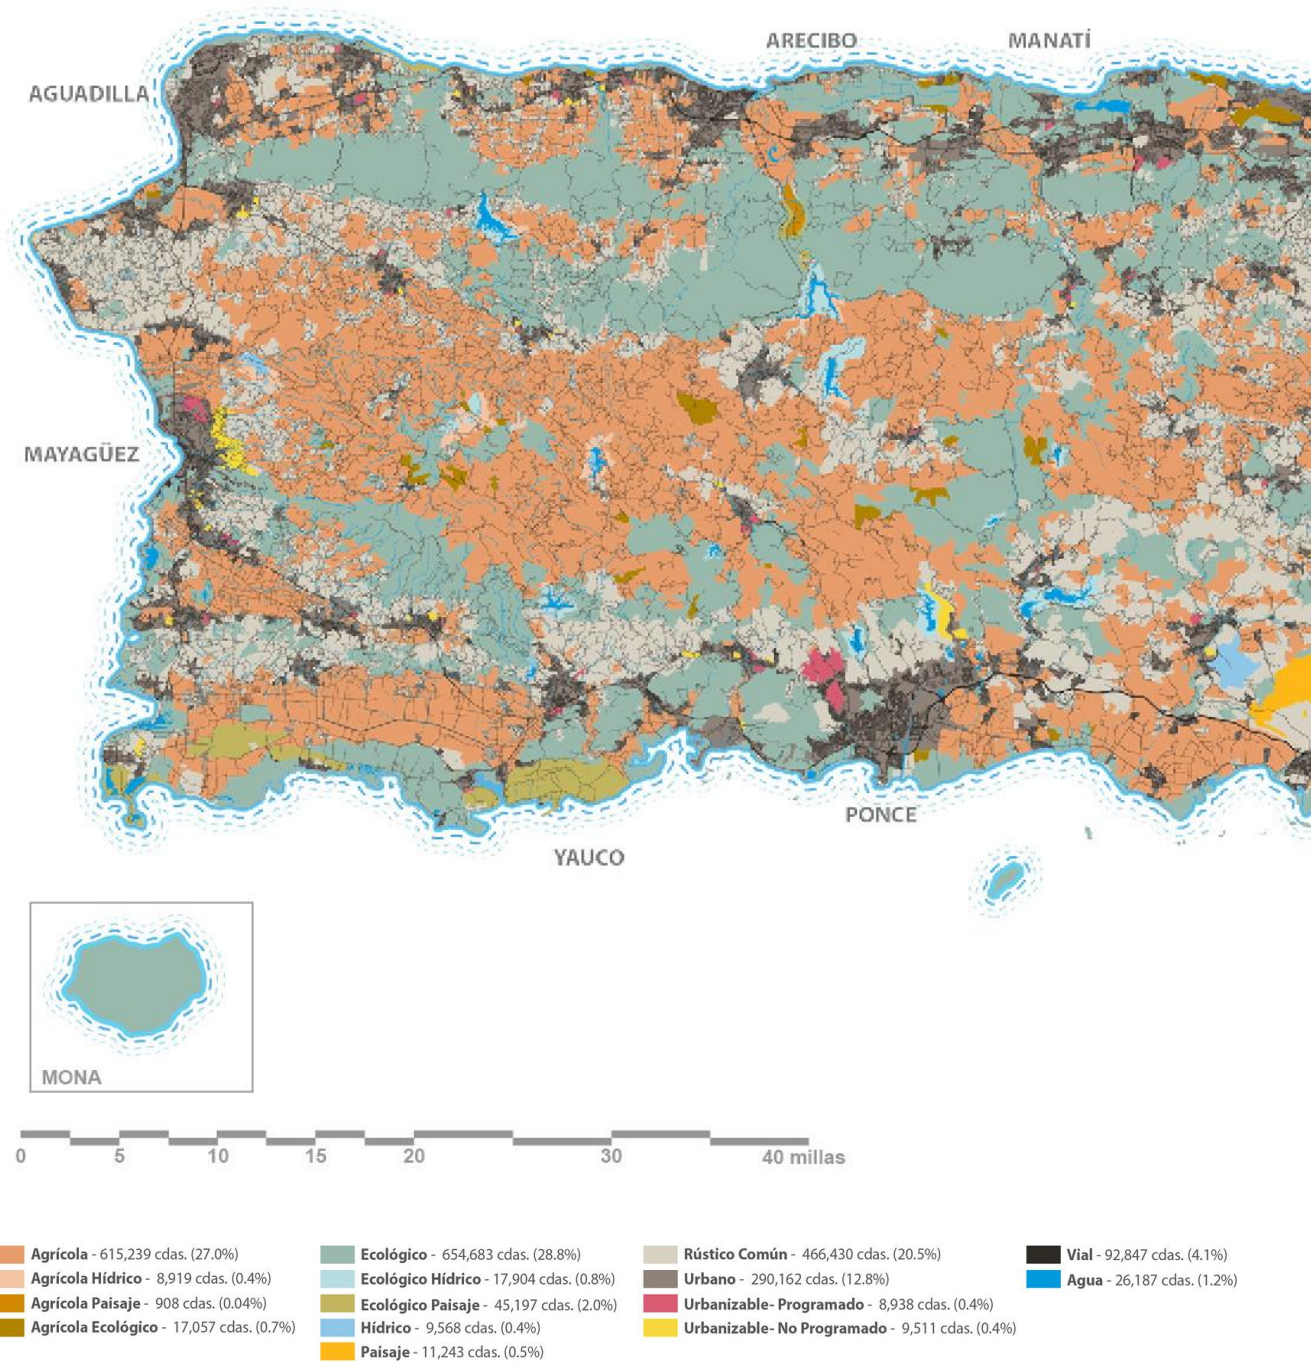 ARECIBO
MANATÍ
AGUADILLA
MAYAGÜEZ
PONCE
YAUCO
MONA
0 5 10 15 20 30 40 millas
Agrícola - 615,239 cdas. (27.0%)
Agrícola Hídrico - 8,919 cdas. (0.4%)
Agrícola Paisaje - 908 cdas. (0.04%)
Agrícola Ecológico - 17,057 cdas. (0.7%)
Ecológico - 654,683 cdas. (28.8%)
Ecológico Hídrico - 17,904 cdas. (0.8%)
Ecológico Paisaje - 45,197 cdas. (2.0%)
Hídrico - 9,568 cdas. (0.4%)
Paisaje - 11,243 cdas. (0.5%)
Rústico Común - 466,430 cdas. (20.5%)
Urbano - 290,162 cdas. (12.8%)
Urbanizable- Programado - 8,938 cdas. (0.4%)
Urbanizable- No Programado - 9,511 cdas. (0.4%)
Vial - 92,847 cdas. (4.1%)
Agua - 26,187 cdas. (1.2%)